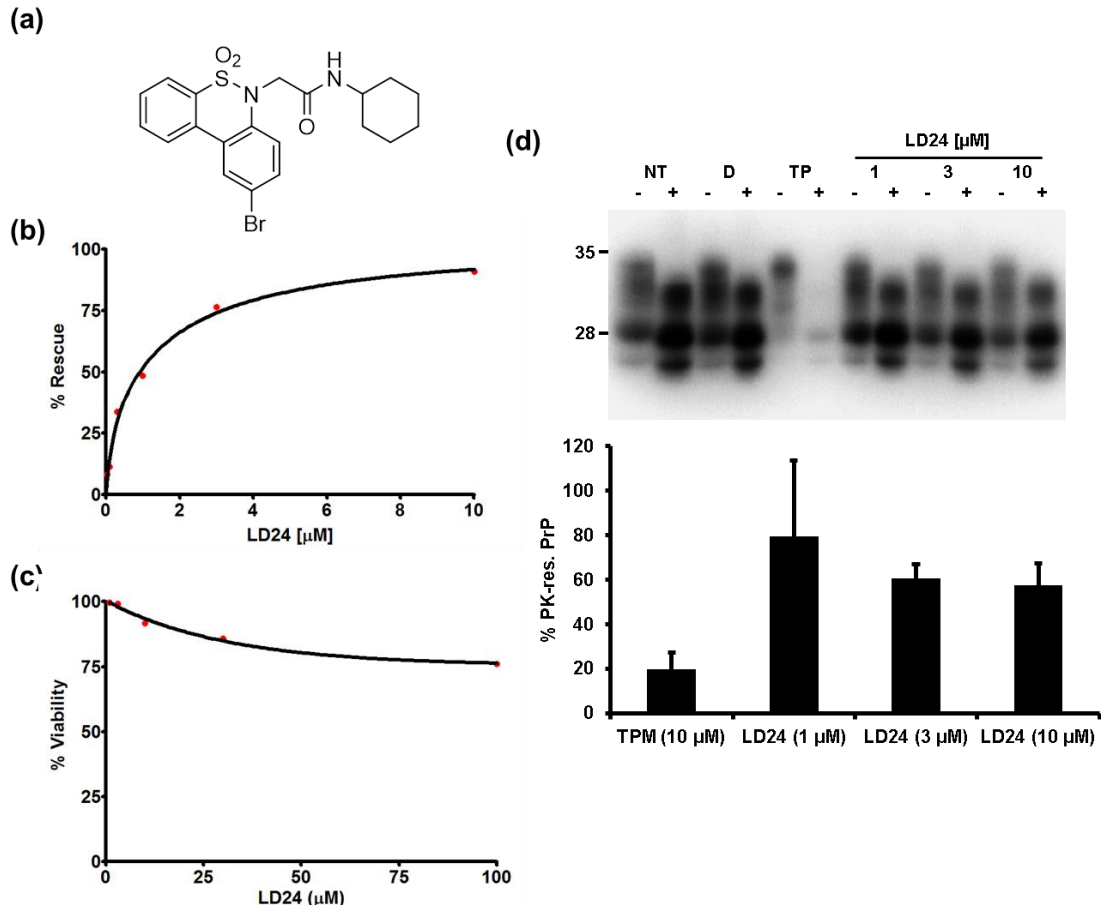 (a)
O2
S
N
H
N
O
Br
(b)
100
75
50
25
0
% Rescue
0 2 4 6 8 10
LD24 [µM]
(c)
100
75
50
25
0
% Viability
0 25 50 75 100
LD24 (µM)
(d)
LD24 [µM]
NT D TP 1 3 10
- + - + - + - + - + - +
35
28
120
100
80
60
40
20
0
% PK-res. PrP
TPM (10 µM) LD24 (1 µM) LD24 (3 µM) LD24 (10 µM)